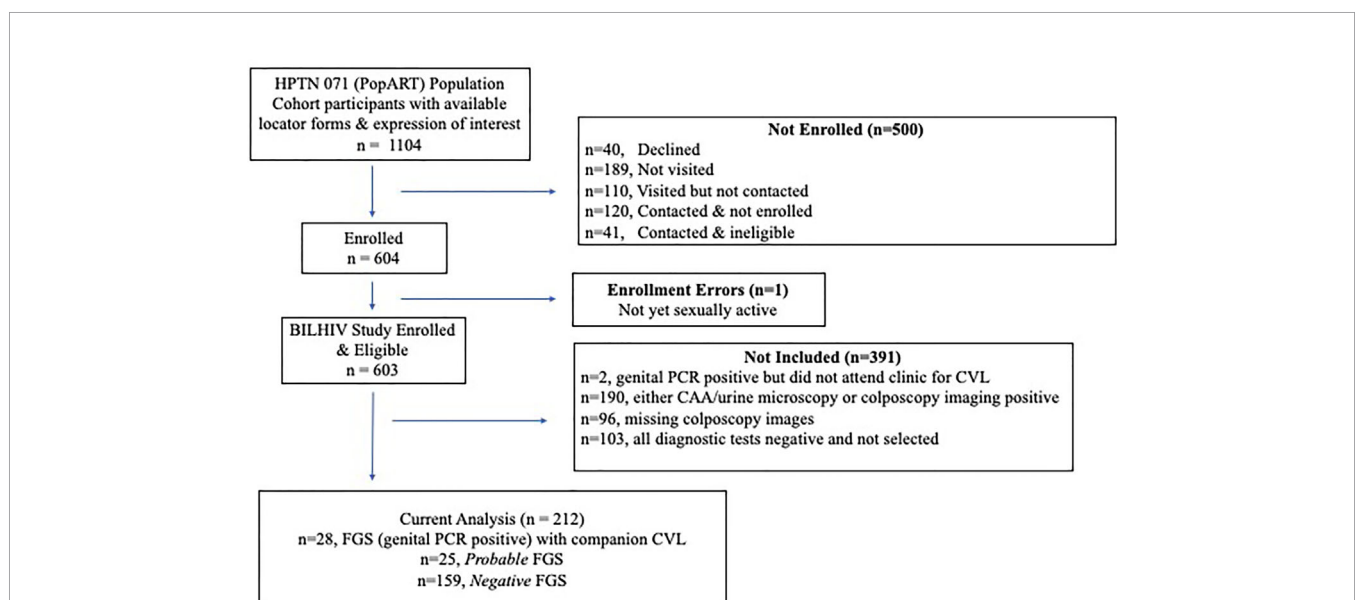 HPTN 071 (PopART) Population
Cohort participants with available
locator forms & expression of interest
n = 1104
Not Enrolled (n=500)
n=40, Declined
n=189, Not visited
n=110, Visited but not contacted
n=120, Contacted & not enrolled
n=41, Contacted & ineligible
Enrolled
n = 604
Enrollment Errors (n=1)
Not yet sexually active
BILHIV Study Enrolled
& Eligible
n = 603
Not Included (n=391)
n=2, genital PCR positive but did not attend clinic for CVL
n=190, either CAA/urine microscopy or colposcopy imaging positive
n=96, missing colposcopy images
n=103, all diagnostic tests negative and not selected
Current Analysis (n = 212)
n=28, FGS (genital PCR positive) with companion CVL
n=25, Probable FGS
n=159, Negative FGS